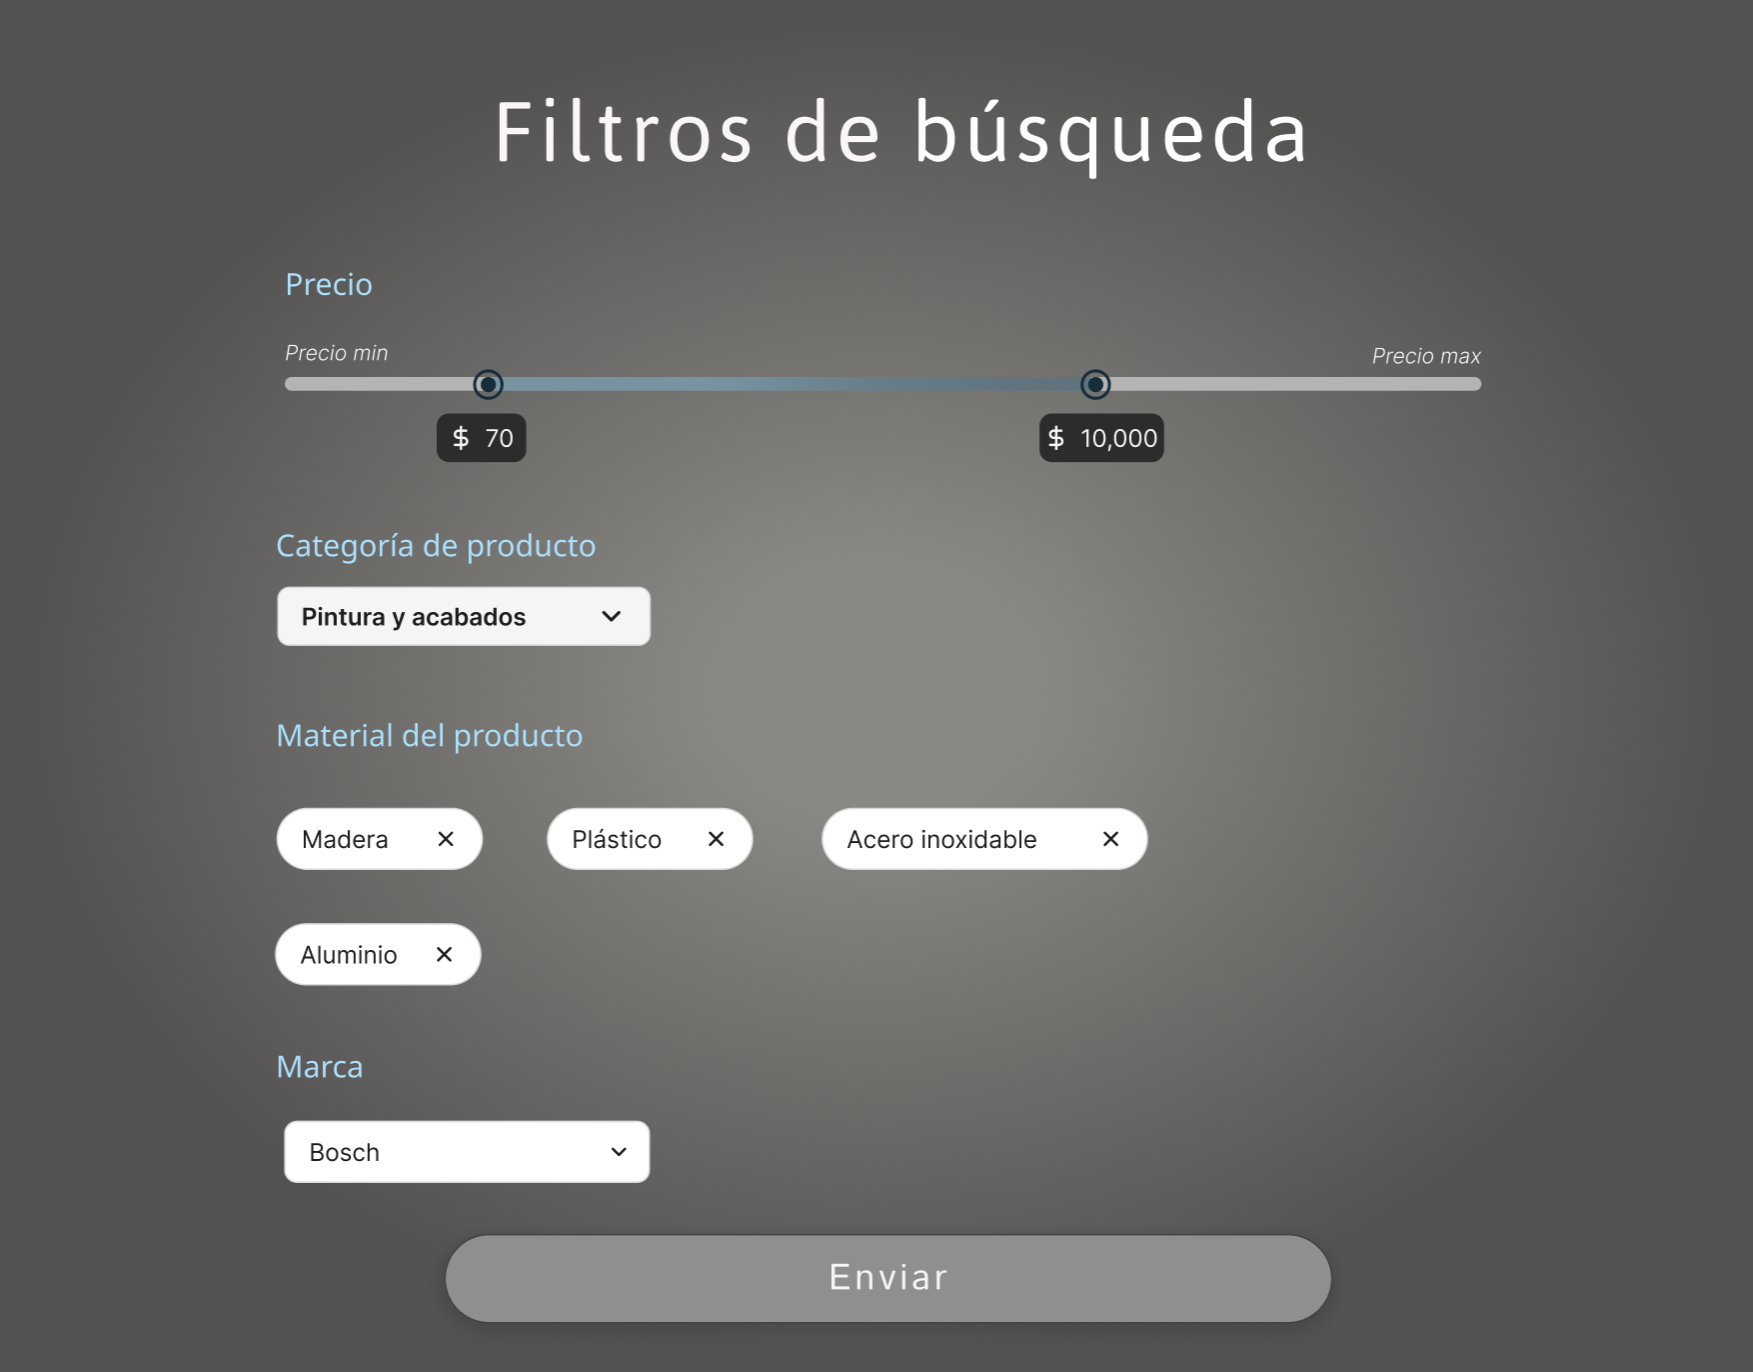 Filtros de búsqueda
Precio
Precio min
Precio max
$ 70
$ 10,000
Categoría de producto
Pintura y acabados
Material del producto
Madera
Plástico
Acero inoxidable
Aluminio
Marca
Bosch
Enviar